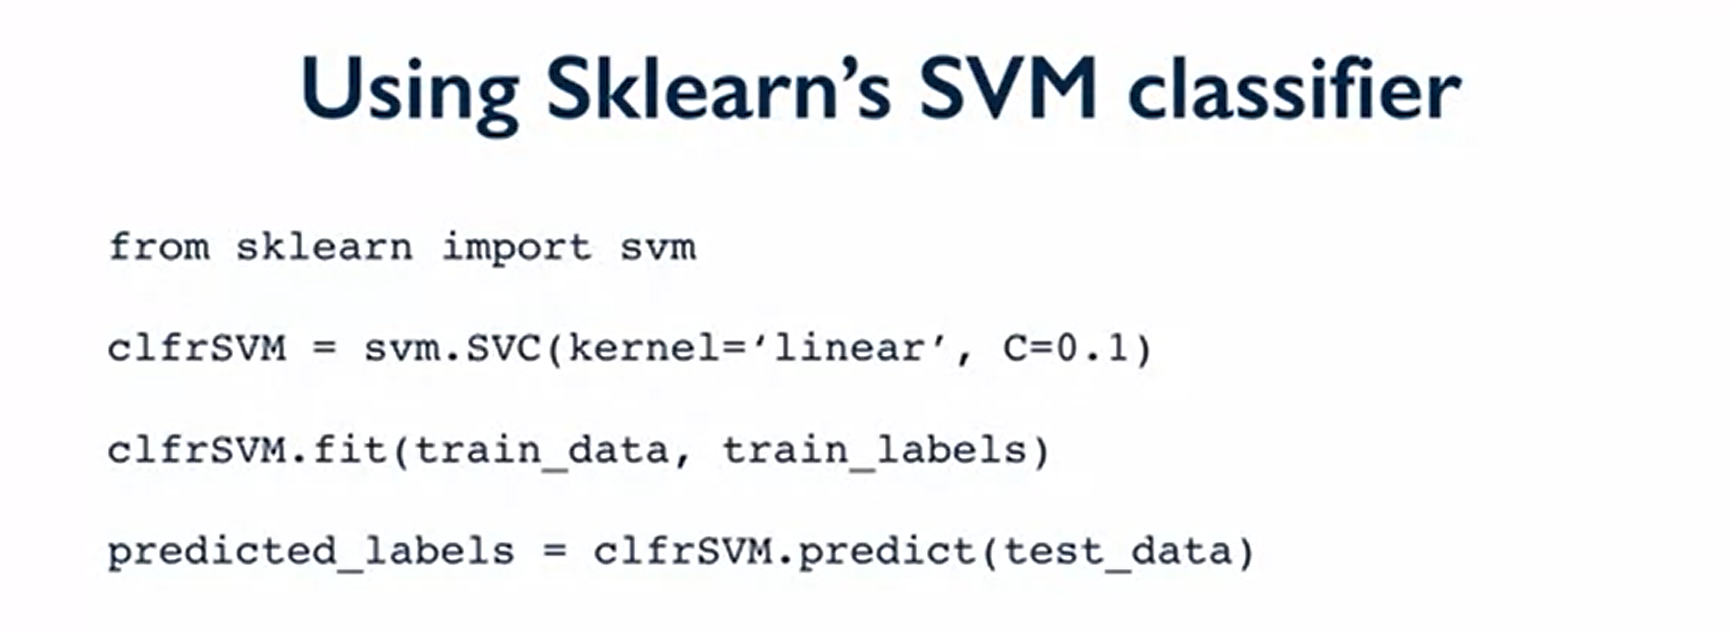 Using Sklearn’s SVM classifier
from sklearn import svm
clfrSVM = svm.SVC(kernel=‘linear’, C=0.1)
clfrSVM.fit(train_data, train_labels)
predicted_labels = clfrSVM.predict(test_data)